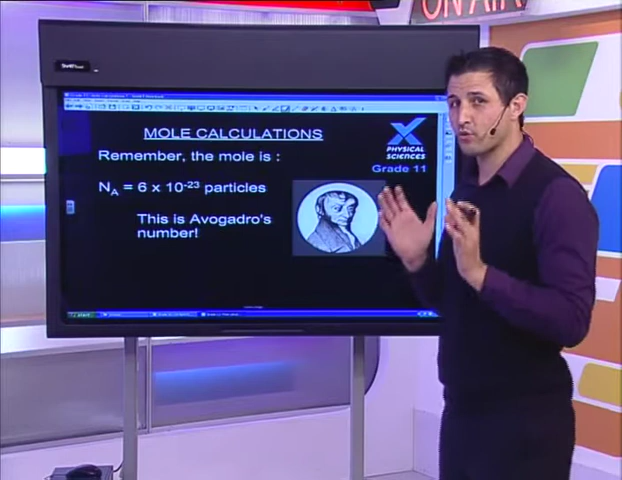 ON AIR
MOLE CALCULATIONS
X
PHYSICAL
SCIENCES
Grade 11
Remember, the mole is :
N_A = 6 x 10^-23 particles
This is Avogadro's
number!